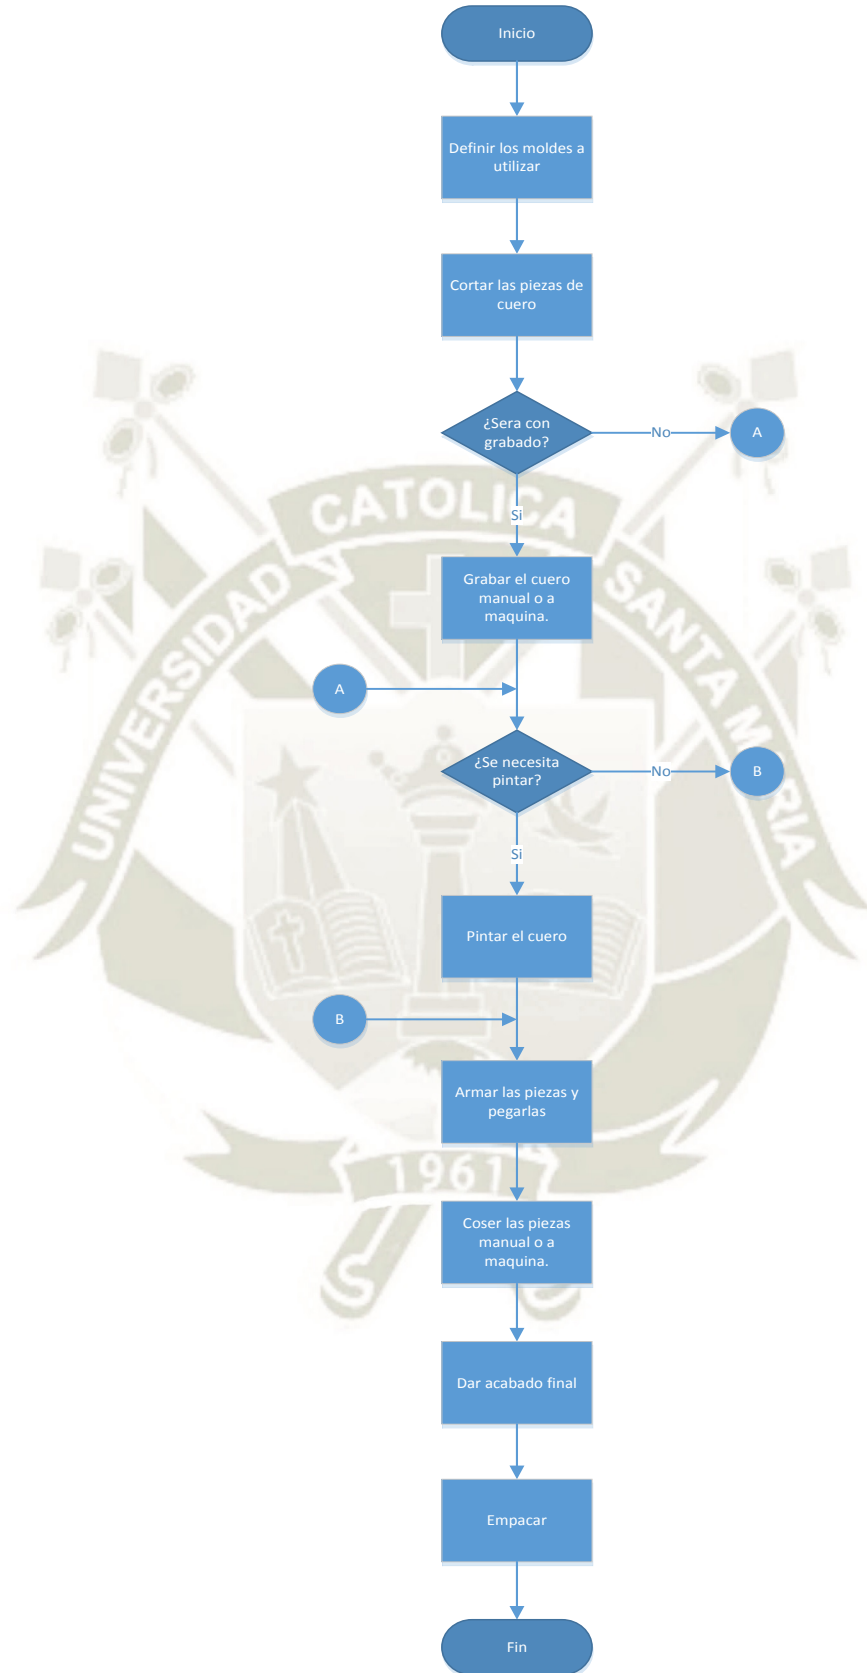 Inicio
Definir los moldes a
utilizar
Cortar las piezas de
cuero
¿Sera con
grabado?
No
A
Si
Grabar el cuero
manual o a
maquina.
A
¿Se necesita
pintar?
No
B
Si
Pintar el cuero
B
Armar las piezas y
pegarlas
Coser las piezas
manual o a
maquina.
Dar acabado final
Empacar
Fin
UNIVERSIDAD
CATOLICA
SANTA MARIA
1961